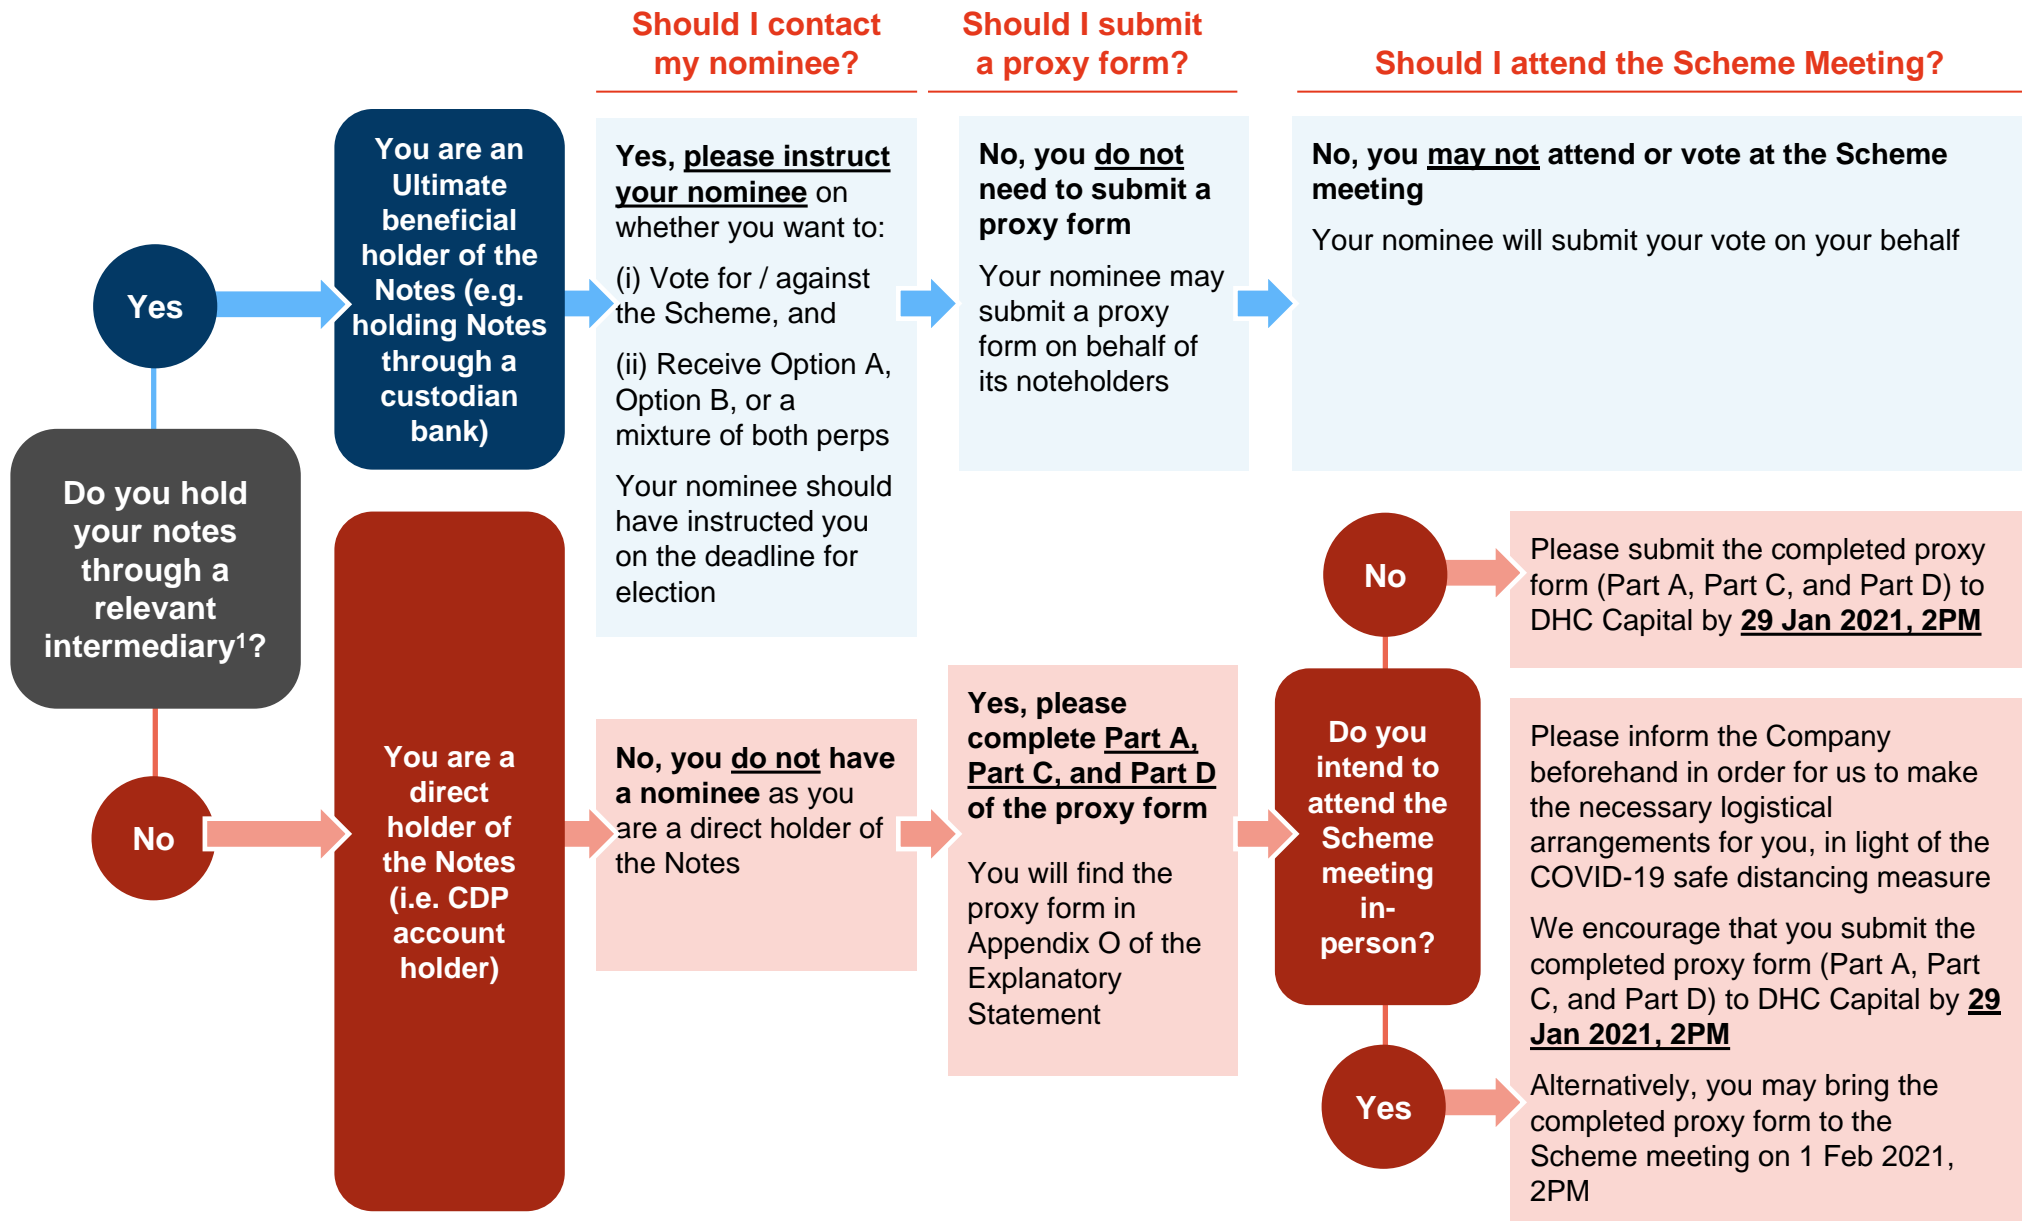 Should I contact
my nominee?
Should I submit
a proxy form?
Should I attend the Scheme Meeting?
Do you hold
your notes
through a
relevant
intermediary¹?
Yes
You are an
Ultimate
beneficial
holder of the
Notes (e.g.
holding Notes
through a
custodian
bank)
Yes, please instruct
your nominee on
whether you want to:
(i) Vote for / against
the Scheme, and
(ii) Receive Option A,
Option B, or a
mixture of both perps
Your nominee should
have instructed you
on the deadline for
election
No, you do not
need to submit a
proxy form
Your nominee may
submit a proxy
form on behalf of
its noteholders
No, you may not attend or vote at the Scheme
meeting
Your nominee will submit your vote on your behalf
No
You are a
direct
holder of
the Notes
(i.e. CDP
account
holder)
No, you do not have
a nominee as you
are a direct holder of
the Notes
Yes, please
complete Part A,
Part C, and Part D
of the proxy form
You will find the
proxy form in
Appendix O of the
Explanatory
Statement
Do you
intend to
attend the
Scheme
meeting
in-
person?
No
Please submit the completed proxy
form (Part A, Part C, and Part D) to
DHC Capital by 29 Jan 2021, 2PM
Yes
Please inform the Company
beforehand in order for us to make
the necessary logistical
arrangements for you, in light of the
COVID-19 safe distancing measure
We encourage that you submit the
completed proxy form (Part A, Part
C, and Part D) to DHC Capital by 29
Jan 2021, 2PM
Alternatively, you may bring the
completed proxy form to the
Scheme meeting on 1 Feb 2021,
2PM